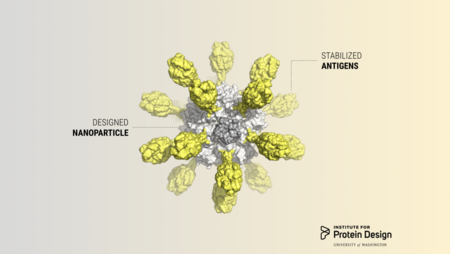 STABILIZED
ANTIGENS
DESIGNED
NANOPARTICLE
INSTITUTE FOR
Protein Design
UNIVERSITY of WASHINGTON